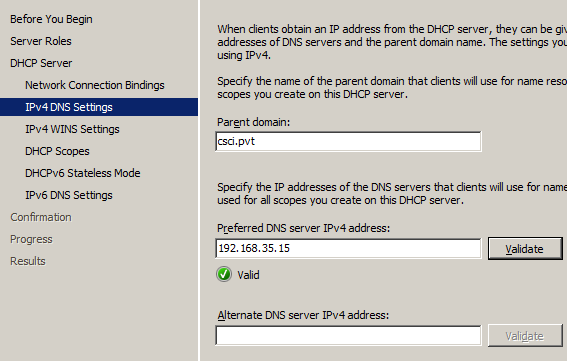 Before You Begin
Server Roles
DHCP Server
Network Connection Bindings
IPv4 DNS Settings
IPv4 WINS Settings
DHCP Scopes
DHCPv6 Stateless Mode
IPv6 DNS Settings
Confirmation
Progress
Results
When clients obtain an IP address from the DHCP server, they can be
addresses of DNS servers and the parent domain name. The settings
using IPv4.
Specify the name of the parent domain that clients will use for name
scopes you create on this DHCP server.
Parent domain:
csci.pvt
Specify the IP addresses of the DNS servers that clients will use for name
used for all scopes you create on this DHCP server.
Preferred DNS server IPv4 address:
192.168.35.15
Validate
Valid
Alternate DNS server IPv4 address:
Validate